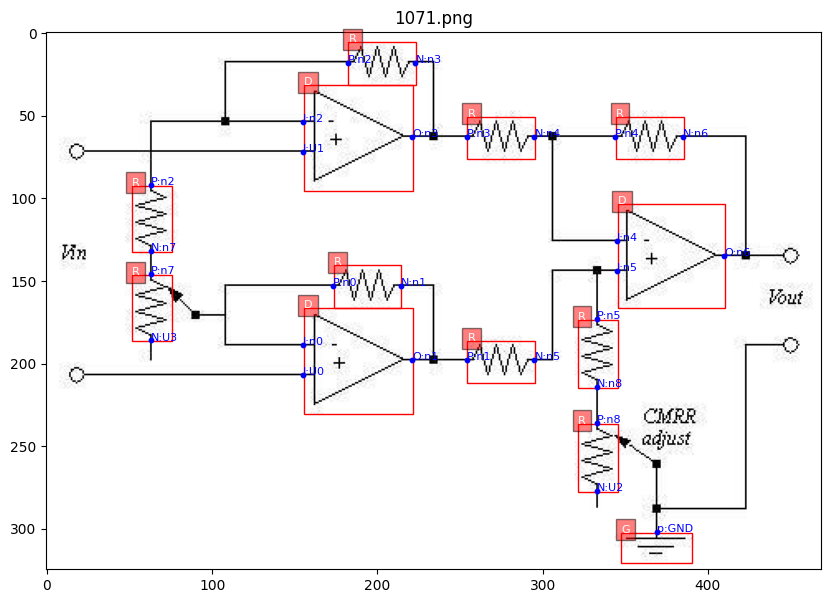 1071.png
0
R
P:n2 N:n3
D
50
i:n2
-
+
O:n3
R
P:n3 N:n4
R
P:n4 N:n6
i:U1
100
R
P:n2
D
Vin
N:n7
i:n4
-
+
O:n6
150
R
P:n7
R
P:n0 N:n1
i:n5
Vout
D
R
P:n5
N:U3
i:n0
-
+
O:n1
R
P:n1 N:n5
200
i:U0
N:n8
R
P:n8
CMRR
adjust
250
N:U2
300
G
p:GND
0 100 200 300 400